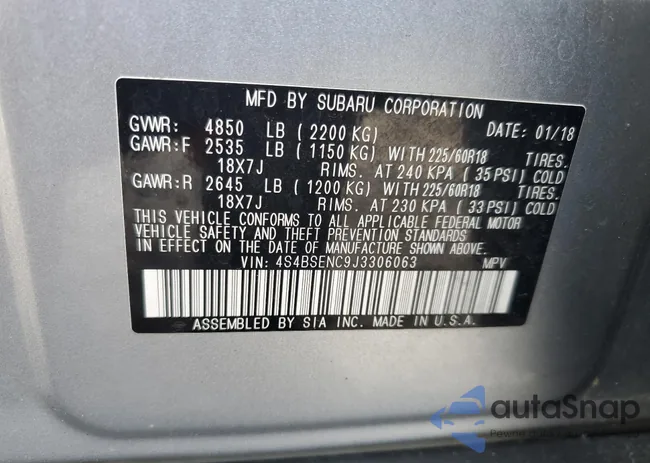 MFD BY SUBARU CORPORATION
GVWR: 4850 LB (2200 KG) DATE: 01/18
GAWR:F 2535 LB (1150 KG) WITH 225/60R18 TIRES.
18X7J RIMS. AT 240 KPA (35 PSI) COLD
GAWR:R 2645 LB (1200 KG) WITH 225/60R18 TIRES.
18X7J RIMS. AT 230 KPA (33 PSI) COLD
THIS VEHICLE CONFORMS TO ALL APPLICABLE FEDERAL MOTOR
VEHICLE SAFETY AND THEFT PREVENTION STANDARDS
IN EFFECT ON THE DATE OF MANUFACTURE SHOWN ABOVE.
VIN: 4S4BSENC9J3306063 MPV
ASSEMBLED BY SIA INC. MADE IN U.S.A.
autaSnap